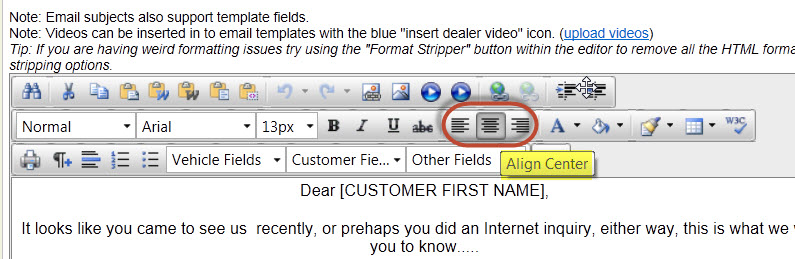 Note: Email subjects also support template fields.
Note: Videos can be inserted in to email templates with the blue "insert dealer video" icon. (upload videos)
Tip: If you are having weird formatting issues try using the "Format Stripper" button within the editor to remove all the HTML forma
stripping options.
Normal Arial 13px B I U abc A W3C
Vehicle Fields Customer Fie... Other Fields
Align Center
Dear [CUSTOMER FIRST NAME],
It looks like you came to see us recently, or prehaps you did an Internet inquiry, either way, this is what we
you to know.....